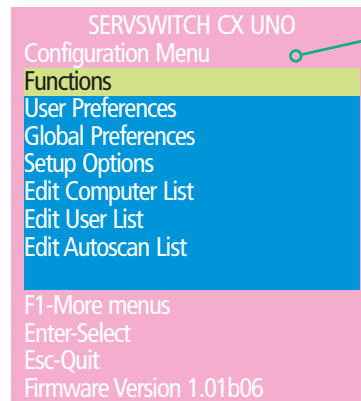 SERVSWITCH CX UNO
Configuration Menu
Functions
User Preferences
Global Preferences
Setup Options
Edit Computer List
Edit User List
Edit Autoscan List
F1-More menus
Enter-Select
Esc-Quit
Firmware Version 1.01b06